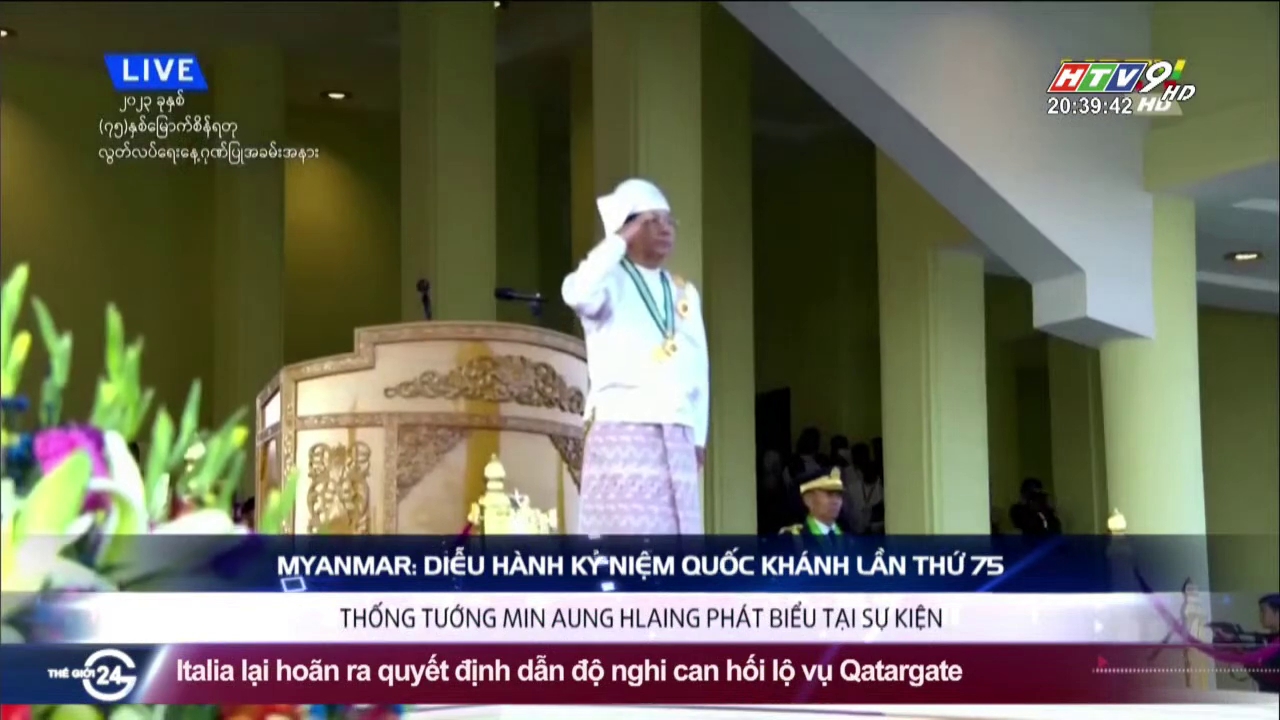 LIVE
၂၀၂၃ ခုနှစ်
(၇၅)နှစ်မြောက်စိန်ရတု
လွတ်လပ်ရေးနေ့ဂုဏ်ပြုအခမ်းအနား
HTV9 HD
20:39:42 HD
MYANMAR: DIỄU HÀNH KỶ NIỆM QUỐC KHÁNH LẦN THỨ 75
THỐNG TƯỚNG MIN AUNG HLAING PHÁT BIỂU TẠI SỰ KIỆN
THẾ GIỚI 24G
Italia lại hoãn ra quyết định dẫn độ nghi can hối lộ vụ Qatargate